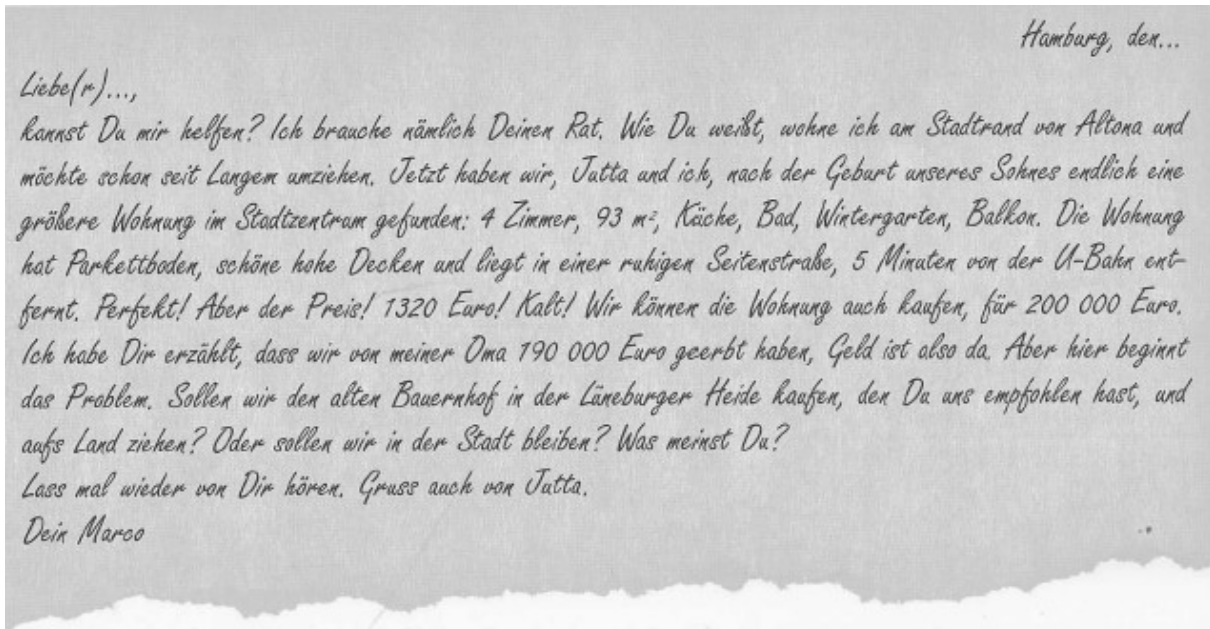 Hamburg, den...
Liebe(r)...,
kannst Du mir helfen? Ich brauche nämlich Deinen Rat. Wie Du weißt, wohne ich am Stadtrand von Altona und
möchte schon seit Langem umziehen. Jetzt haben wir, Jutta und ich, nach der Geburt unseres Sohnes endlich eine
größere Wohnung im Stadtzentrum gefunden: 4 Zimmer, 93 m², Küche, Bad, Wintergarten, Balkon. Die Wohnung
hat Parkettboden, schöne hohe Decken und liegt in einer ruhigen Seitenstraße, 5 Minuten von der U-Bahn ent-
fernt. Perfekt! Aber der Preis! 1320 Euro! Kalt! Wir können die Wohnung auch kaufen, für 200 000 Euro.
Ich habe Dir erzählt, dass wir von meiner Oma 190 000 Euro geerbt haben, Geld ist also da. Aber hier beginnt
das Problem. Sollen wir den alten Bauernhof in der Lüneburger Heide kaufen, den Du uns empfohlen hast, und
aufs Land ziehen? Oder sollen wir in der Stadt bleiben? Was meinst Du?
Lass mal wieder von Dir hören. Gruss auch von Jutta.
Dein Marco